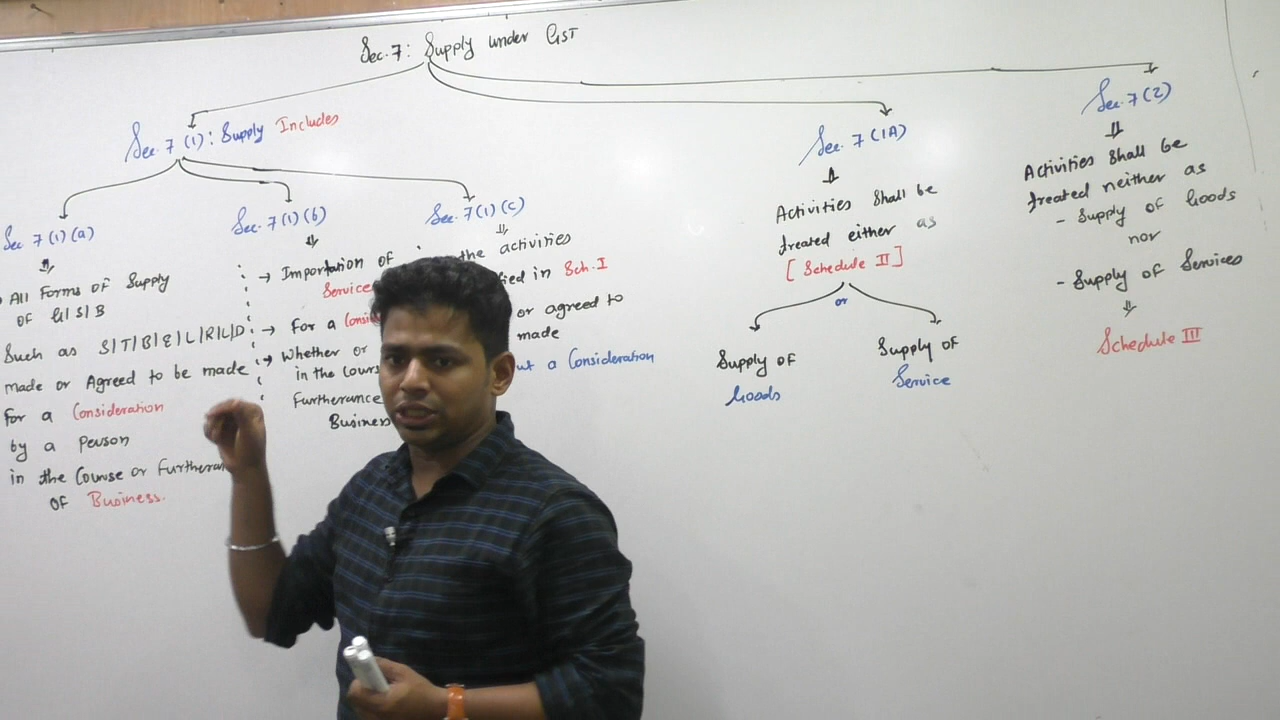 Sec. 7: Supply under GST
Sec. 7 (1): Supply Includes
Sec 7(1)(a)
All Forms of Supply
of G/S/B
Such as S/T/B/E/L/R/L/D
made or Agreed to be made
for a Consideration
by a Person
in the Course or Furtheran
OF Business.
Sec. 7(1)(b)
→ Importation of
Service
→ For a Consi
→ Whether or
in the Cours
Furtherance
Business
Sec. 7(1)(c)
the activities
ied in Sch. I
or agreed to
made
ut a Consideration
Sec. 7(1A)
Activities Shall be
treated either as
[Schedule II]
or
Supply of
Goods
Supply of
Service
Sec. 7(2)
Activities Shall be
treated neither as
- Supply of Goods
nor
- Supply of Services
Schedule III